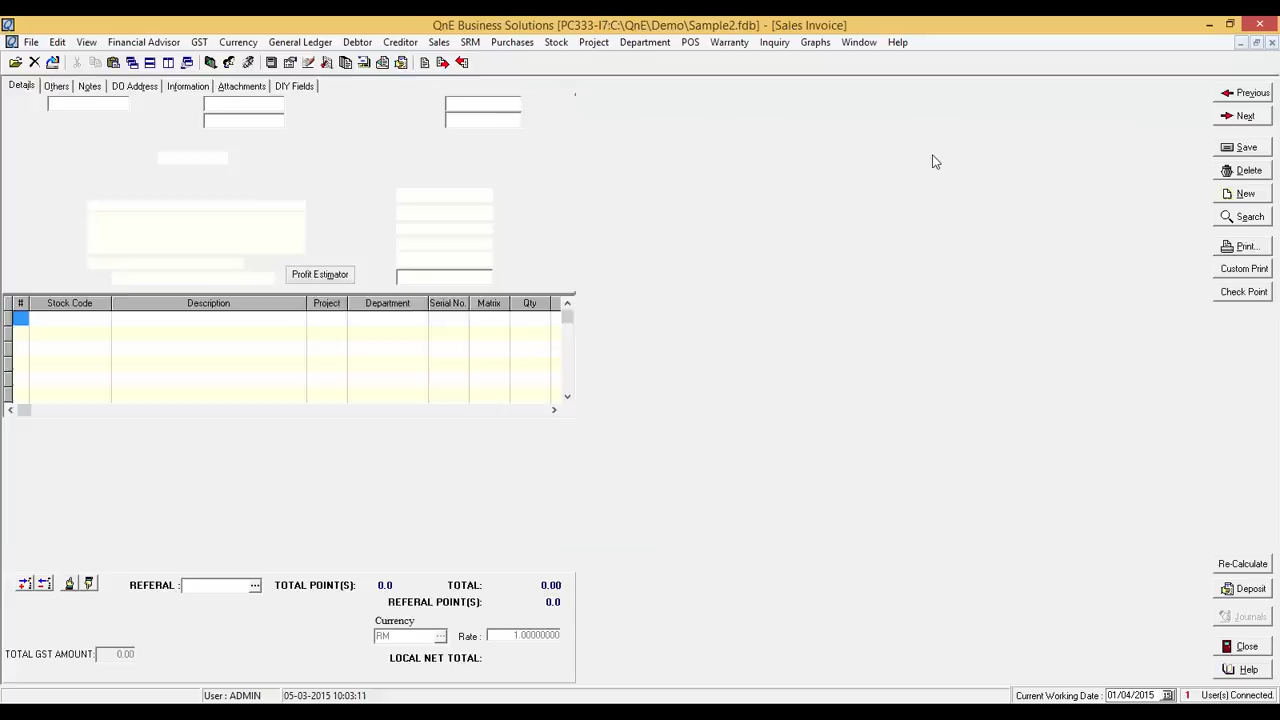 QnE Business Solutions [PC333-I7:C:\QnE\Demo\Sample2.fdb] - [Sales Invoice]
File Edit View Financial Advisor GST Currency General Ledger Debtor Creditor Sales SRM Purchases Stock Project Department POS Warranty Inquiry Graphs Window Help
Details Others Notes DO Address Information Attachments DIY Fields
Previous
Next
Save
Delete
New
Search
Print...
Custom Print
Check Point
Profit Estimator
# Stock Code Description Project Department Serial No. Matrix Qty
Re-Calculate
Deposit
Journals
Close
Help
REFERAL : ... TOTAL POINT(S): 0.0 TOTAL: 0.00
REFERAL POINT(S): 0.0
Currency
RM ... Rate : 1.00000000
TOTAL GST AMOUNT: 0.00
LOCAL NET TOTAL:
User : ADMIN 05-03-2015 10:03:11 Current Working Date : 01/04/2015 1 User(s) Connected.